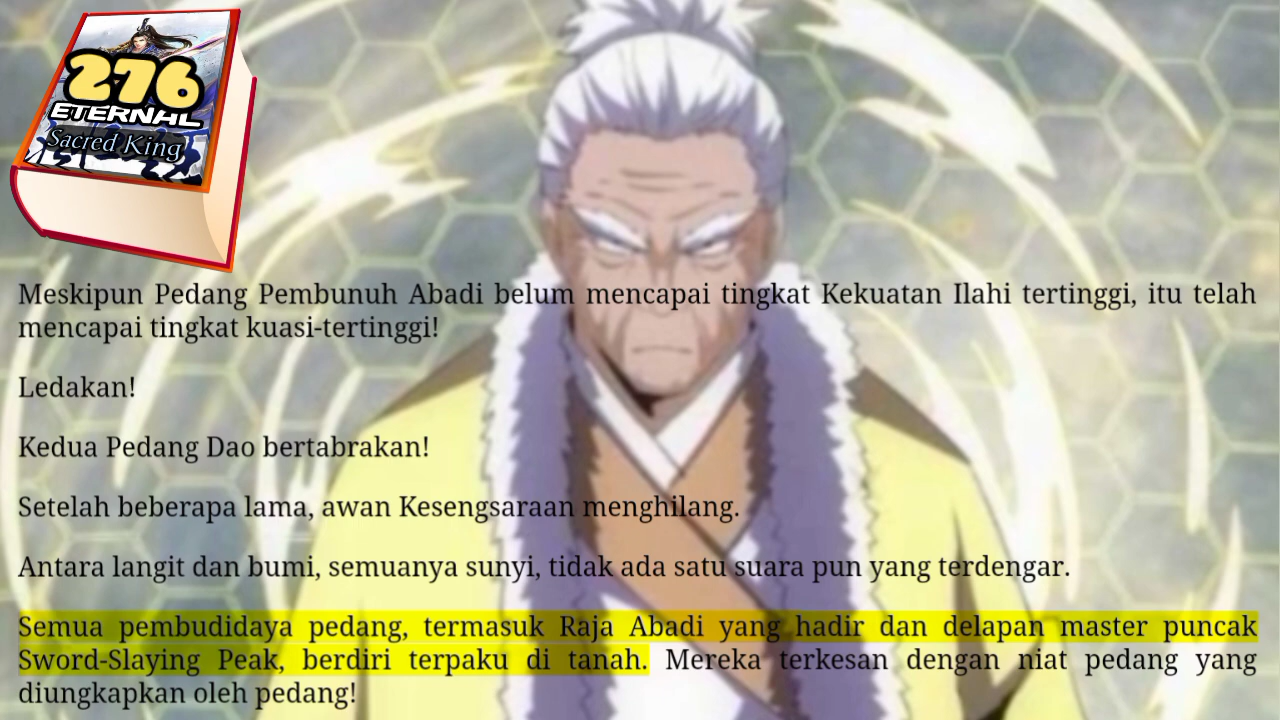 276
ETERNAL
Sacred King
Meskipun Pedang Pembunuh Abadi belum mencapai tingkat Kekuatan Ilahi tertinggi, itu telah
mencapai tingkat kuasi-tertinggi!
Ledakan!
Kedua Pedang Dao bertabrakan!
Setelah beberapa lama, awan Kesengsaraan menghilang.
Antara langit dan bumi, semuanya sunyi, tidak ada satu suara pun yang terdengar.
Semua pembudidaya pedang, termasuk Raja Abadi yang hadir dan delapan master puncak
Sword-Slaying Peak, berdiri terpaku di tanah. Mereka terkesan dengan niat pedang yang
diungkapkan oleh pedang!